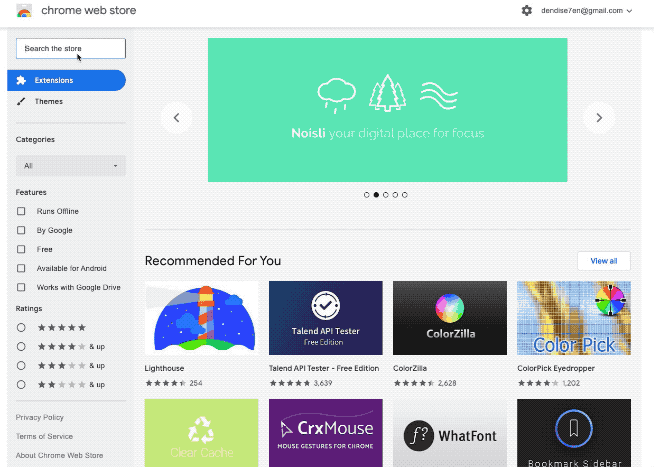 chrome web store
dendise7en@gmail.com
Search the store
Extensions
Themes
Categories
All
Features
Runs Offline
By Google
Free
Available for Android
Works with Google Drive
Ratings
& up
& up
& up
Privacy Policy
Terms of Service
About Chrome Web Store
Noisli your digital place for focus
Recommended For You
View all
Talend API Tester
Free Edition
ColorZilla
Color Pick
Lighthouse
254
Talend API Tester - Free Edition
3,639
ColorZilla
2,628
ColorPick Eyedropper
1,202
Clear Cache
CrxMouse
MOUSE GESTURES FOR CHROME
f?
WhatFont
Bookmark Sidebar